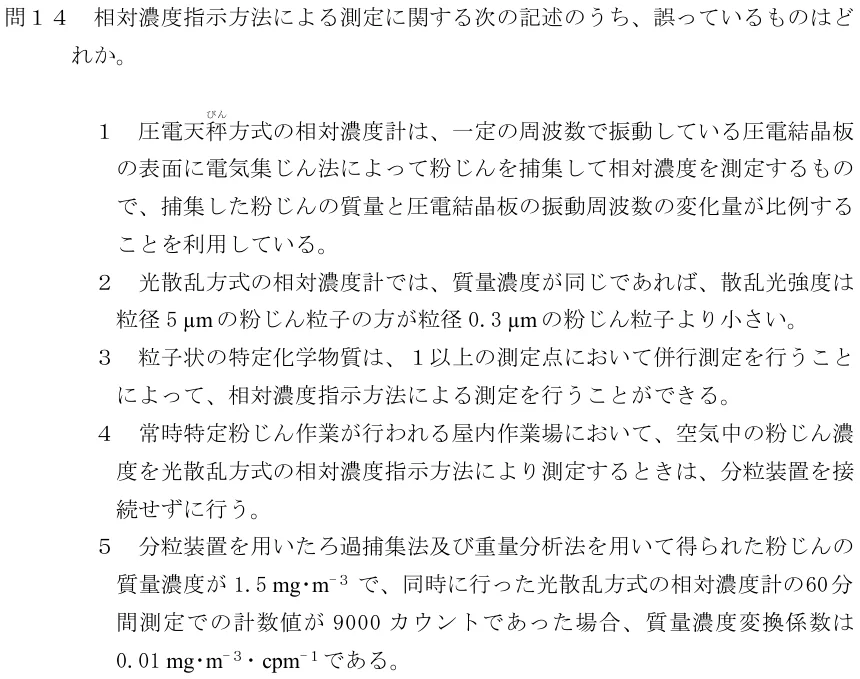 問１４　相対濃度指示方法による測定に関する次の記述のうち、誤っているものはど
れか。
びん
１　圧電天秤方式の相対濃度計は、一定の周波数で振動している圧電結晶板
の表面に電気集じん法によって粉じんを捕集して相対濃度を測定するもの
で、捕集した粉じんの質量と圧電結晶板の振動周波数の変化量が比例する
ことを利用している。
２　光散乱方式の相対濃度計では、質量濃度が同じであれば、散乱光強度は
粒径 5 µm の粉じん粒子の方が粒径 0.3 µm の粉じん粒子より小さい。
３　粒子状の特定化学物質は、１以上の測定点において併行測定を行うこと
によって、相対濃度指示方法による測定を行うことができる。
４　常時特定粉じん作業が行われる屋内作業場において、空気中の粉じん濃
度を光散乱方式の相対濃度指示方法により測定するときは、分粒装置を接
続せずに行う。
５　分粒装置を用いたろ過捕集法及び重量分析法を用いて得られた粉じんの
質量濃度が 1.5 mg･m⁻³ で、同時に行った光散乱方式の相対濃度計の60分
間測定での計数値が 9000 カウントであった場合、質量濃度変換係数は
0.01 mg･m⁻³・cpm⁻¹ である。